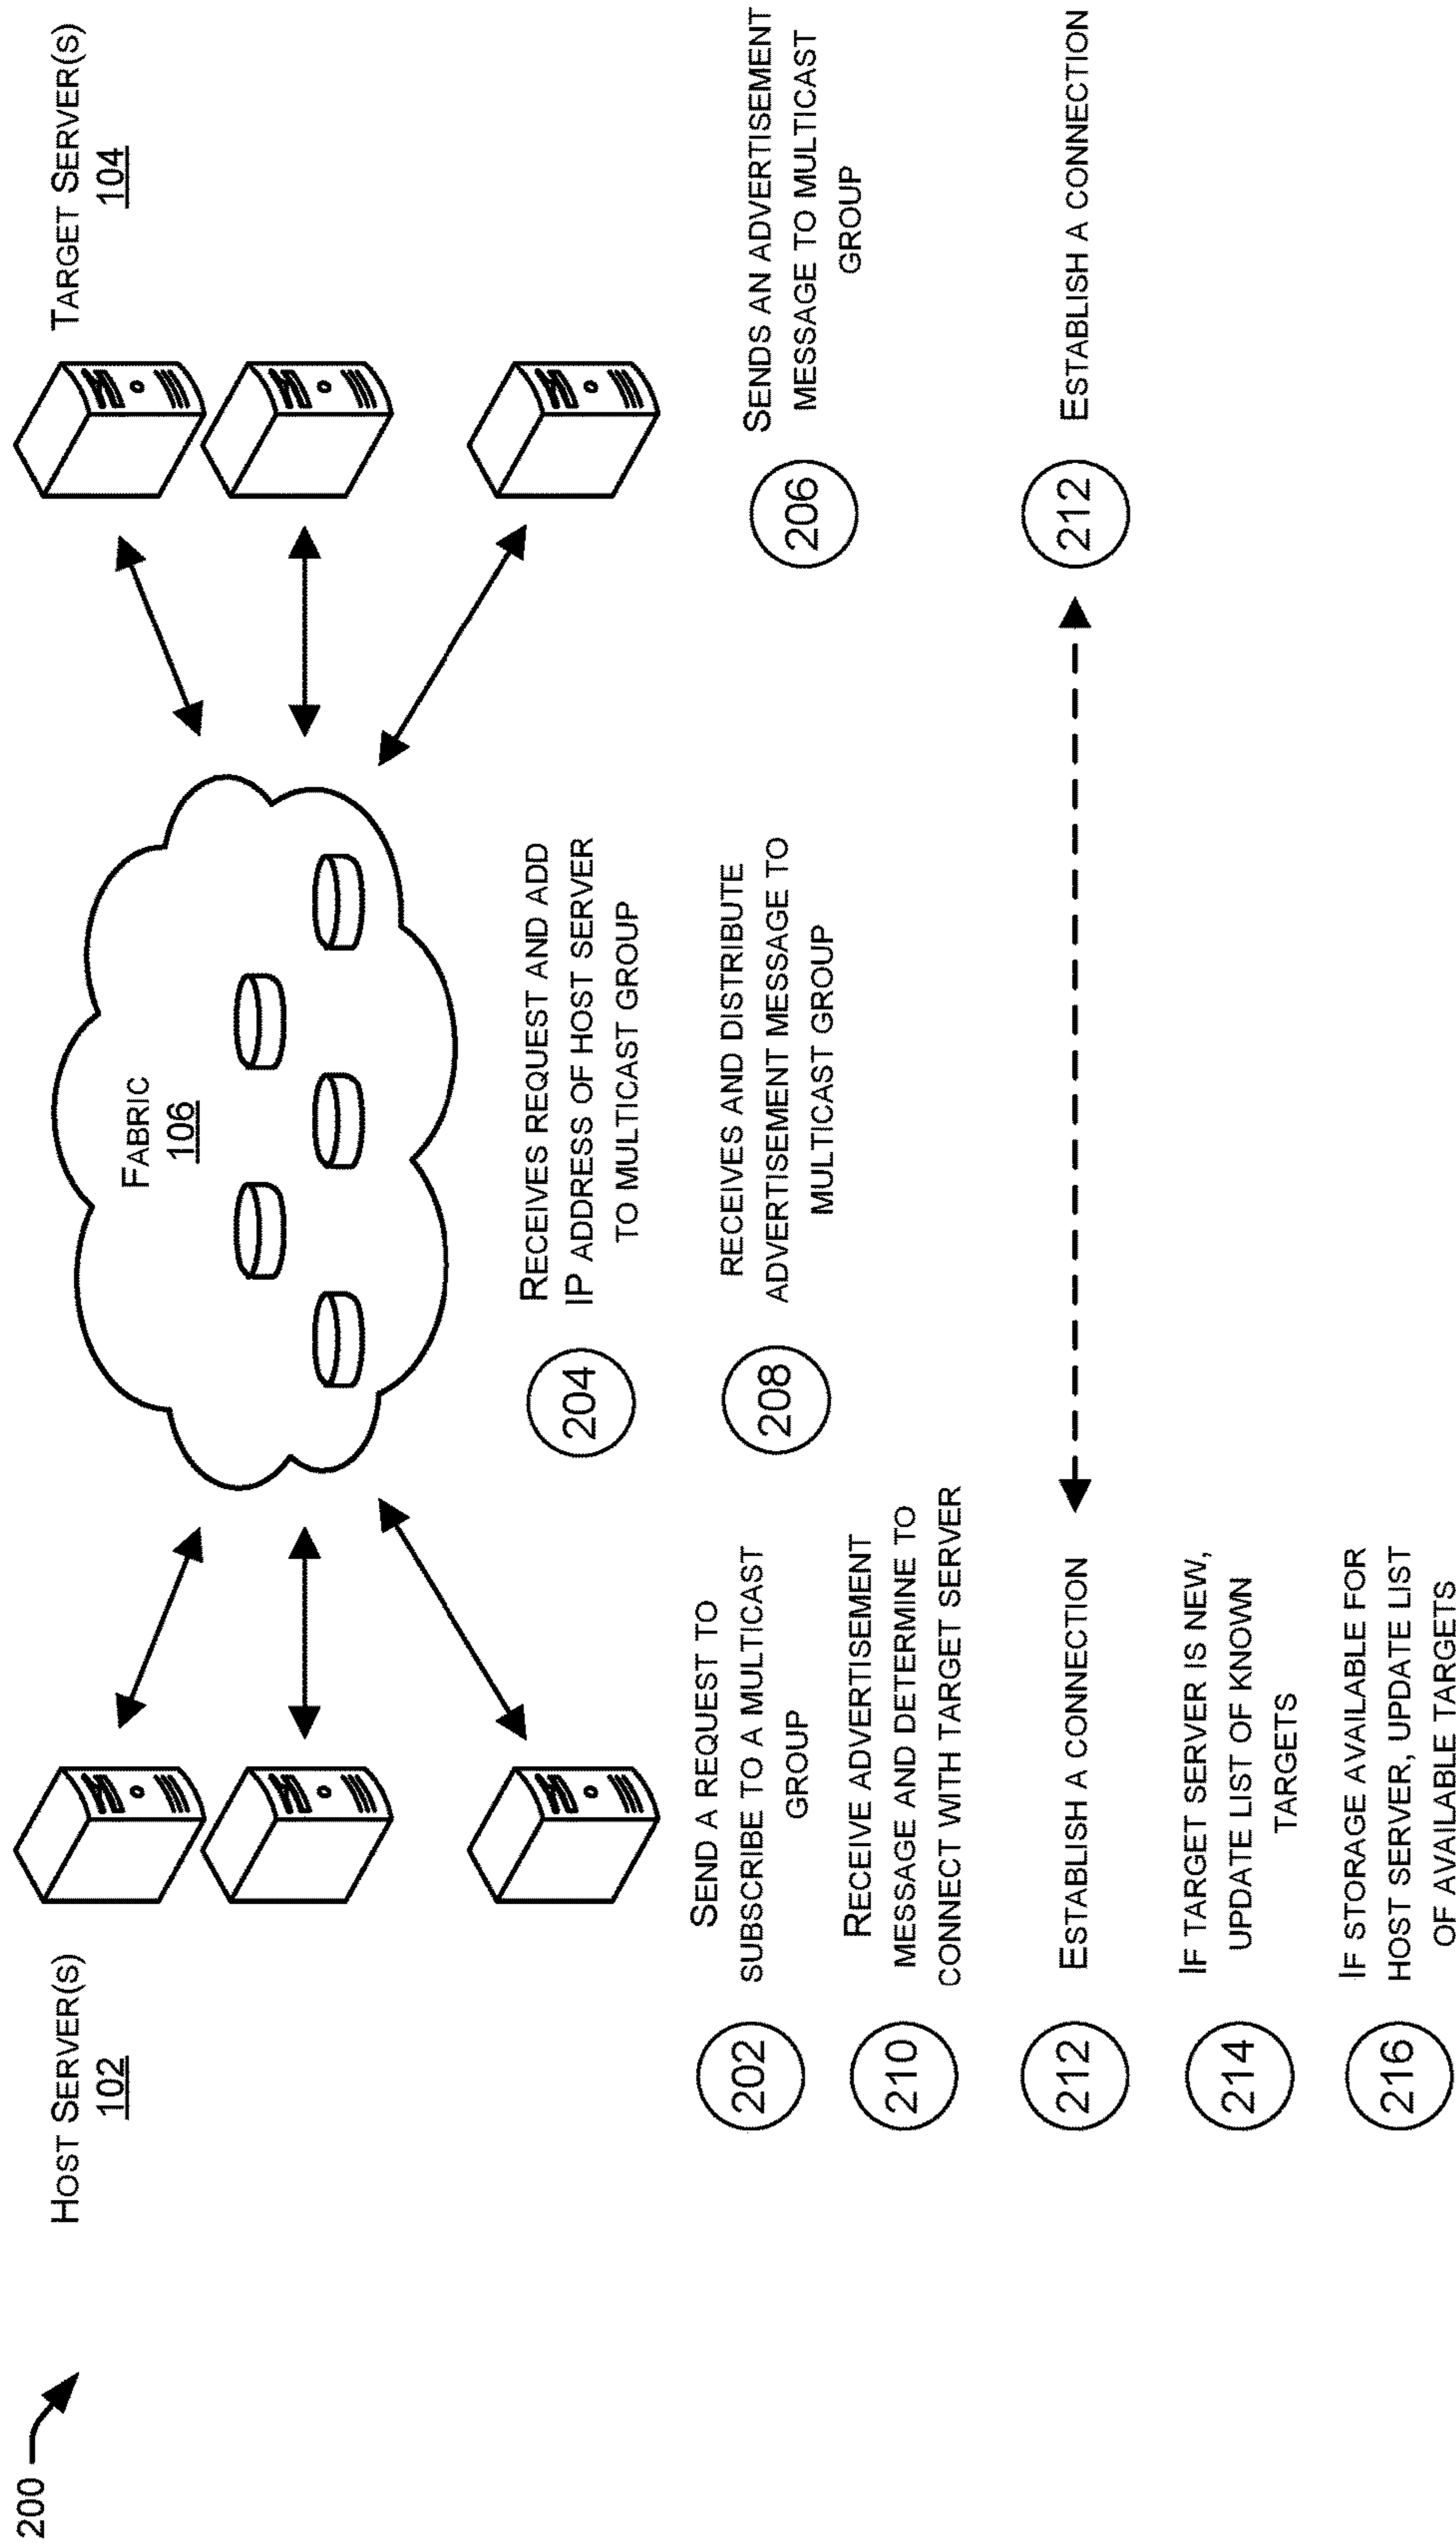 200
HOST SERVER(S)
102
FABRIC
106
TARGET SERVER(S)
104
202
SEND A REQUEST TO
SUBSCRIBE TO A MULTICAST
GROUP
204
RECEIVES REQUEST AND ADD
IP ADDRESS OF HOST SERVER
TO MULTICAST GROUP
206
SENDS AN ADVERTISEMENT
MESSAGE TO MULTICAST
GROUP
208
RECEIVES AND DISTRIBUTE
ADVERTISEMENT MESSAGE TO
MULTICAST GROUP
210
RECEIVE ADVERTISEMENT
MESSAGE AND DETERMINE TO
CONNECT WITH TARGET SERVER
212
ESTABLISH A CONNECTION
212
ESTABLISH A CONNECTION
214
IF TARGET SERVER IS NEW,
UPDATE LIST OF KNOWN
TARGETS
216
IF STORAGE AVAILABLE FOR
HOST SERVER, UPDATE LIST
OF AVAILABLE TARGETS